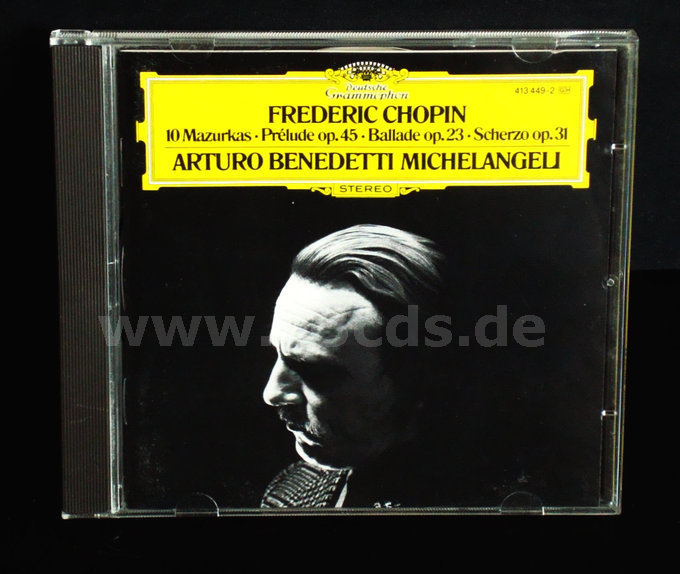 Deutsche
Grammophon
413 449-2 GH
FREDERIC CHOPIN
10 Mazurkas · Prélude op. 45 · Ballade op. 23 · Scherzo op. 31
ARTURO BENEDETTI MICHELANGELI
STEREO